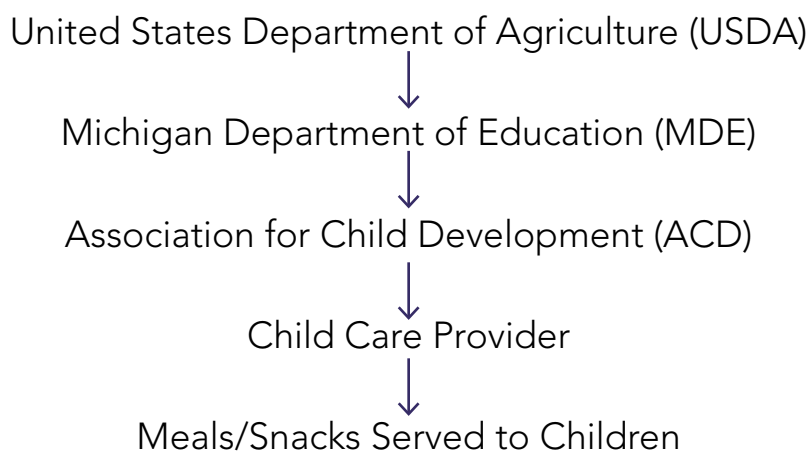 United States Department of Agriculture (USDA)
Michigan Department of Education (MDE)
Association for Child Development (ACD)
Child Care Provider
Meals/Snacks Served to Children